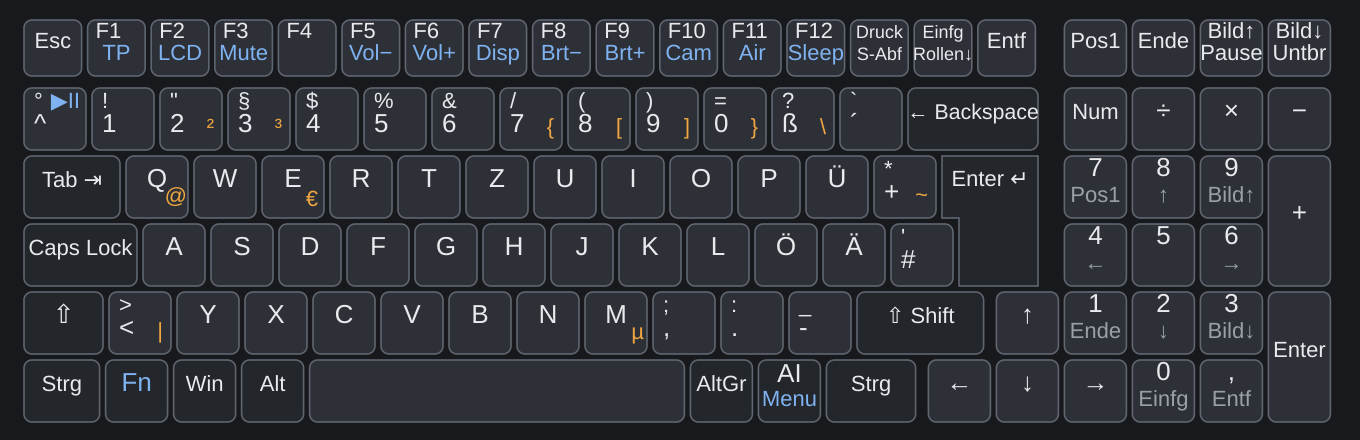 Esc F1 F2 F3 F4 F5 F6 F7 F8 F9 F10 F11 F12 Druck Einfg Entf Pos1 Ende Bild↑ Bild↓
TP LCD Mute Vol− Vol+ Disp Brt− Brt+ Cam Air Sleep S-Abf Rollen↓ Pause Untbr
° ▶II ! " § $ % & / ( ) = ? ` ← Backspace Num ÷ × −
^ 1 2 ² 3 ³ 4 5 6 7 { 8 [ 9 ] 0 } ß \ ´
Tab ⇥ Q @ W E € R T Z U I O P Ü * Enter ↵ 7 8 9 +
+ ~ Pos1 ↑ Bild↑
Caps Lock A S D F G H J K L Ö Ä ' 4 5 6
# ← →
⇧ > Y X C V B N M µ ; : _ ⇧ Shift ↑ 1 2 3 Enter
< | , . - Ende ↓ Bild↓
Strg Fn Win Alt AltGr AI Strg ← ↓ → 0 ,
Menu Einfg Entf